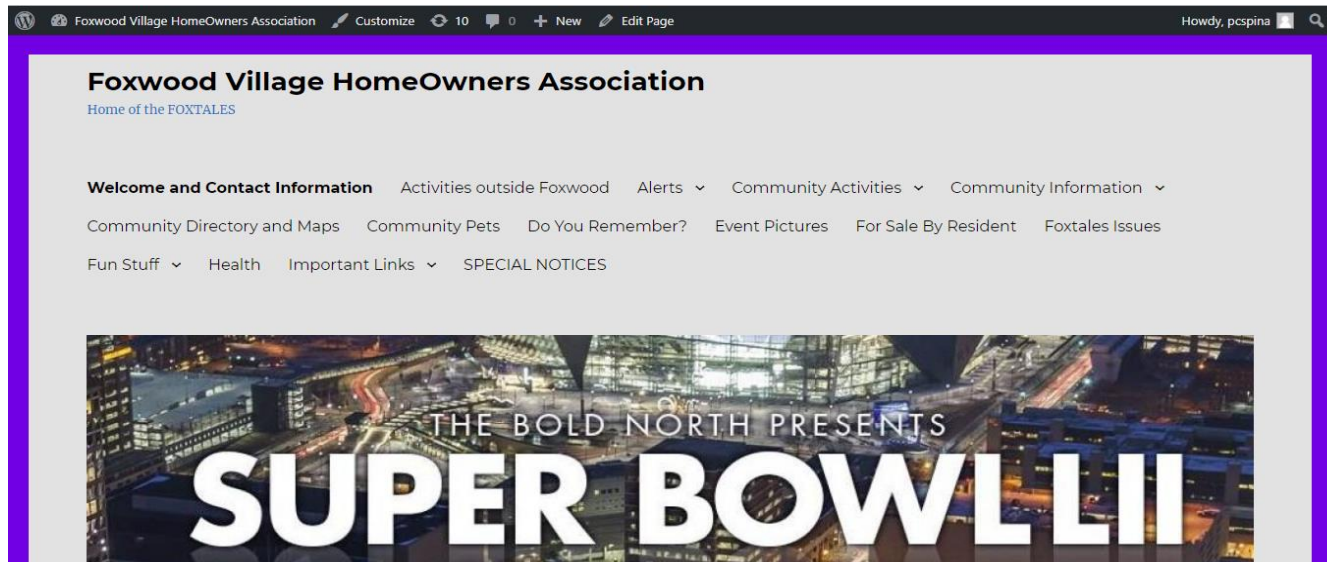 Foxwood Village HomeOwners Association Customize 10 0 New Edit Page Howdy, pcspina
Foxwood Village HomeOwners Association
Home of the FOXTALES
Welcome and Contact Information Activities outside Foxwood Alerts Community Activities Community Information
Community Directory and Maps Community Pets Do You Remember? Event Pictures For Sale By Resident Foxtales Issues
Fun Stuff Health Important Links SPECIAL NOTICES
THE BOLD NORTH PRESENTS
SUPER BOWL LII